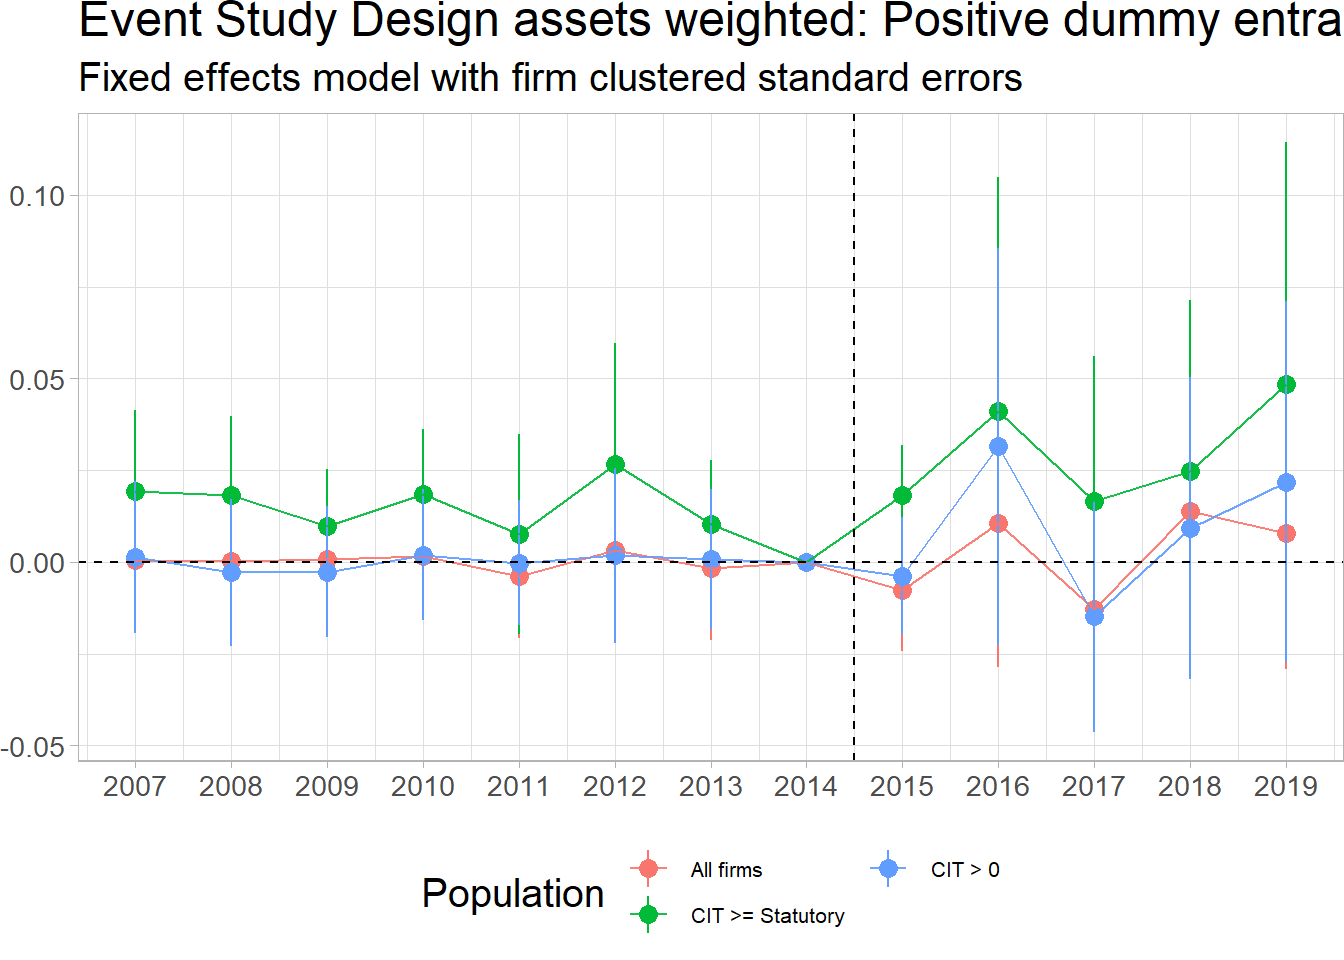 Event Study Design assets weighted: Positive dummy entra
Fixed effects model with firm clustered standard errors
0.10
0.05
0.00
-0.05
2007 2008 2009 2010 2011 2012 2013 2014 2015 2016 2017 2018 2019
Population
All firms
CIT >= Statutory
CIT > 0